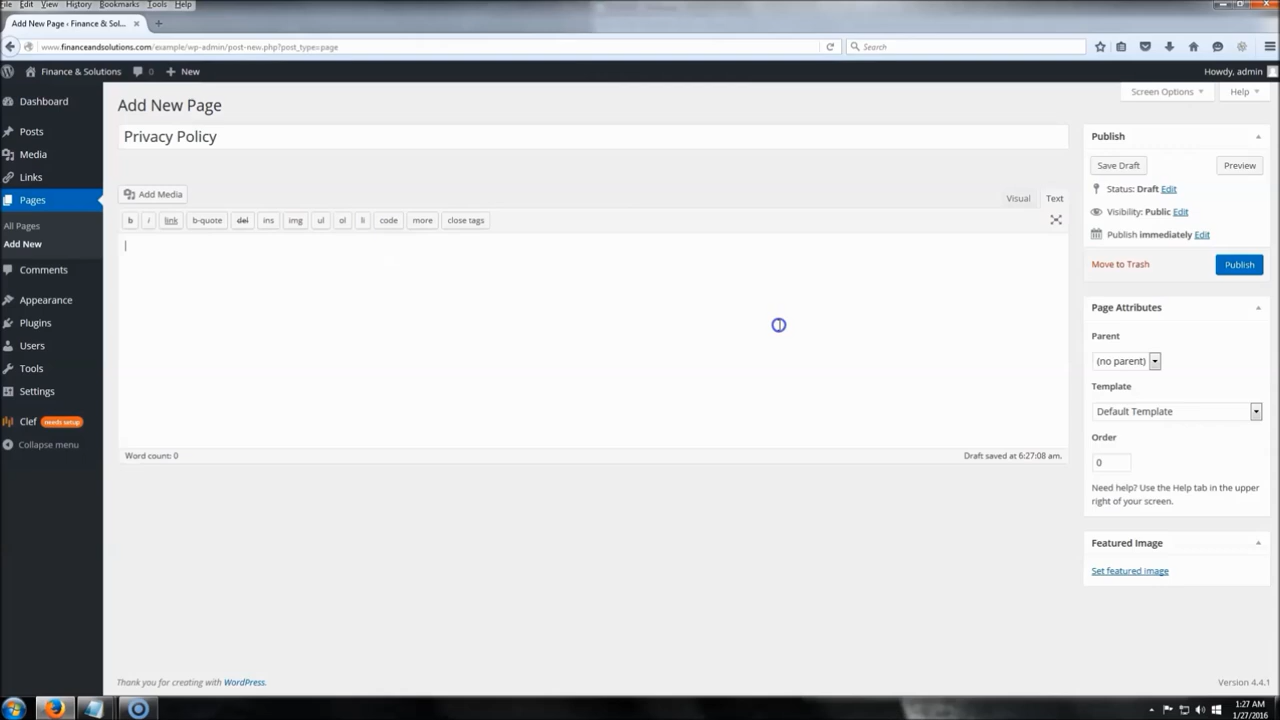 File Edit View History Bookmarks Tools Help
Add New Page ‹ Finance & Sol...
www.financeandsolutions.com/example/wp-admin/post-new.php?post_type=page
Search
Finance & Solutions 0 New
Howdy, admin
Screen Options Help
Dashboard
Posts
Media
Links
Pages
All Pages
Add New
Comments
Appearance
Plugins
Users
Tools
Settings
Clef needs setup
Collapse menu
Add New Page
Privacy Policy
Add Media
Visual Text
b i link b-quote del ins img ul ol li code more close tags
Word count: 0
Draft saved at 6:27:08 am.
Publish
Save Draft Preview
Status: Draft Edit
Visibility: Public Edit
Publish immediately Edit
Move to Trash Publish
Page Attributes
Parent
(no parent)
Template
Default Template
Order
0
Need help? Use the Help tab in the upper
right of your screen.
Featured Image
Set featured image
Thank you for creating with WordPress.
Version 4.4.1
1:27 AM
1/27/2016